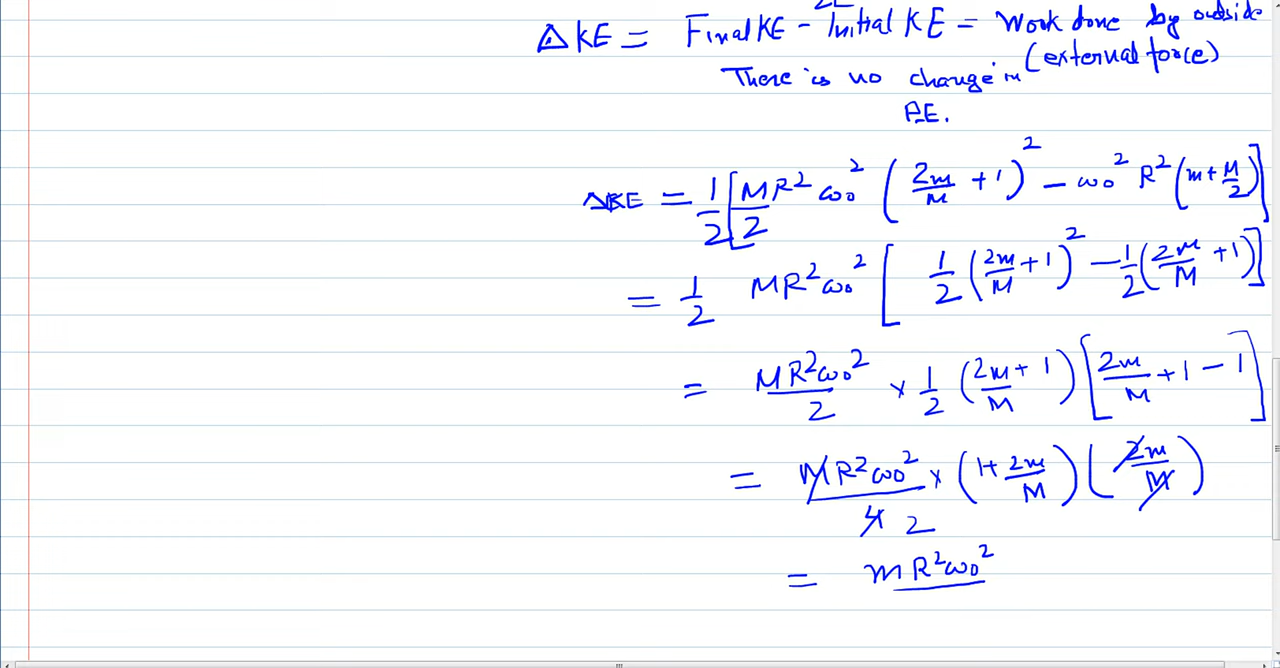 ΔKE = Final KE - Initial KE = Work done by outside
(external force)
There is no change in
P.E.
ΔKE = 1/2 [MR²/2 ω₀² (2m/M + 1)² - ω₀² R² (m + M/2)]
= 1/2 MR²ω₀² [1/2 (2m/M + 1)² - 1/2 (2m/M + 1)]
= MR²ω₀²/2 × 1/2 (2m/M + 1) [2m/M + 1 - 1]
= MR²ω₀²/4 2 × (1 + 2m/M) (2m/M)
= mR²ω₀²